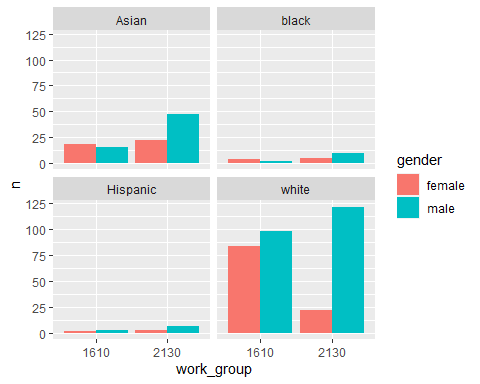 Asian
black
125
100
75
50
25
0
Hispanic
white
125
100
75
50
25
0
1610
2130
1610
2130
work_group
n
gender
female
male